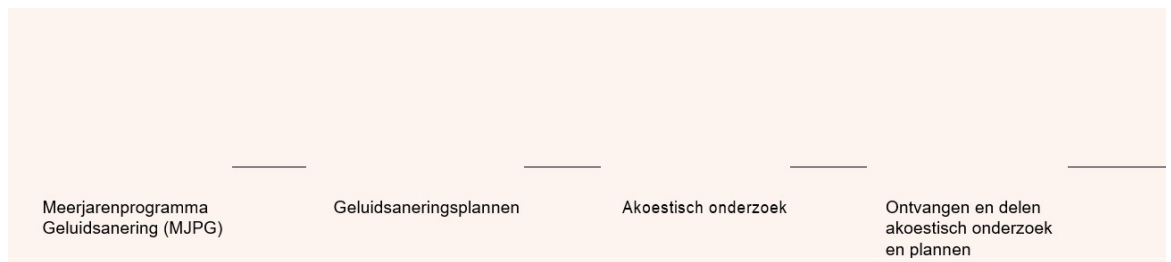 Meerjarenprogramma
Geluidsanering (MJPG)
Geluidsaneringsplannen
Akoestisch onderzoek
Ontvangen en delen
akoestisch onderzoek
en plannen